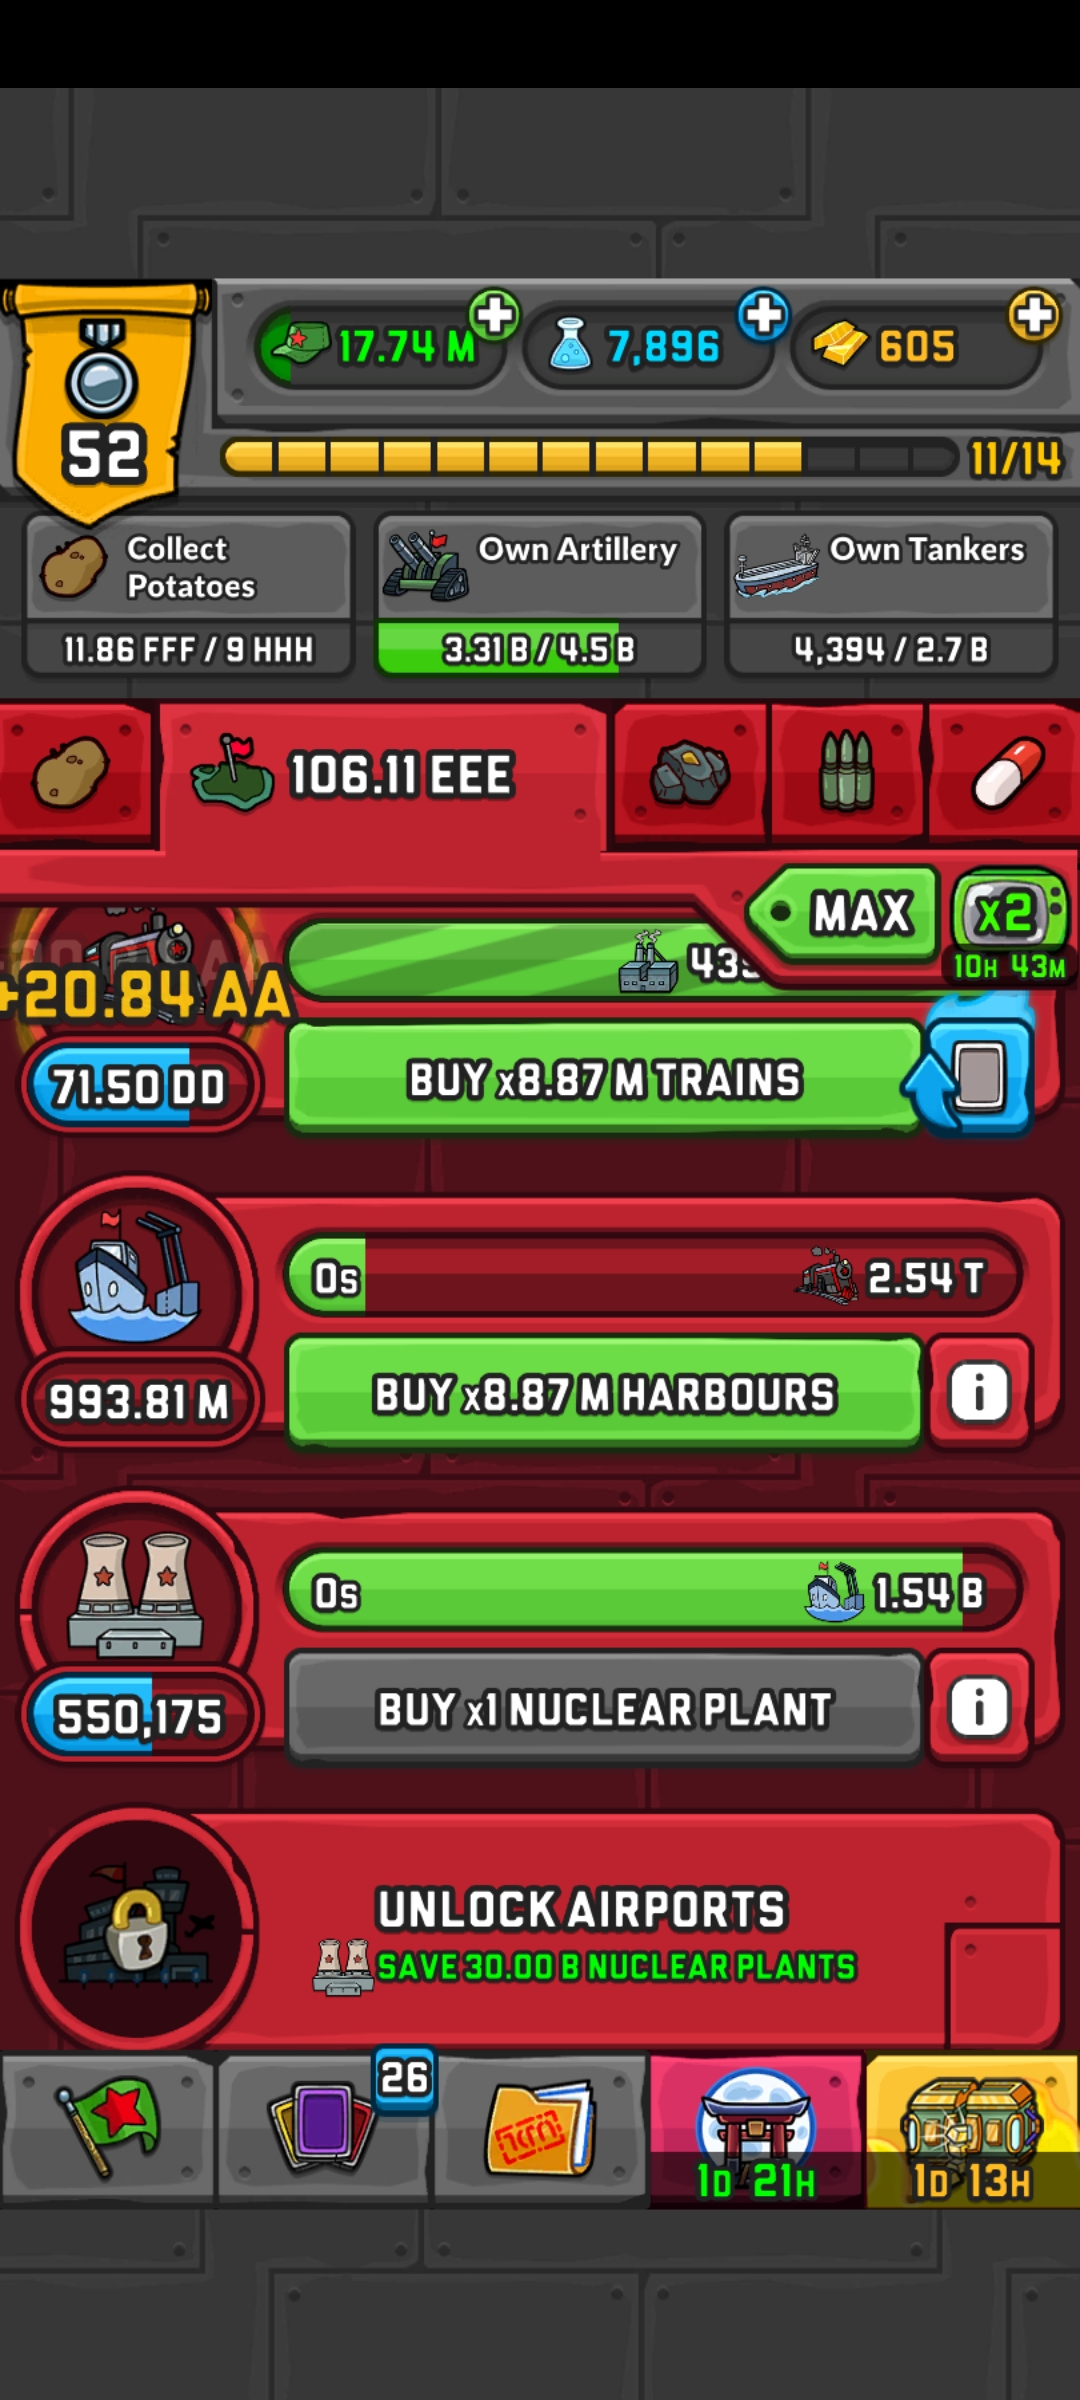 17.74 M
7,896
605
52
11/14
Collect
Potatoes
Own Artillery
Own Tankers
11.86 FFF / 9 HHH
3.31 B / 4.5 B
4,394 / 2.7 B
106.11 EEE
MAX
x2
10H 43M
+20.84 AA
71.50 DD
BUY x8.87 M TRAINS
0s
2.54 T
993.81 M
BUY x8.87 M HARBOURS
i
0s
1.54 B
550,175
BUY x1 NUCLEAR PLANT
i
UNLOCK AIRPORTS
SAVE 30.00 B NUCLEAR PLANTS
26
1D 21H
1D 13H